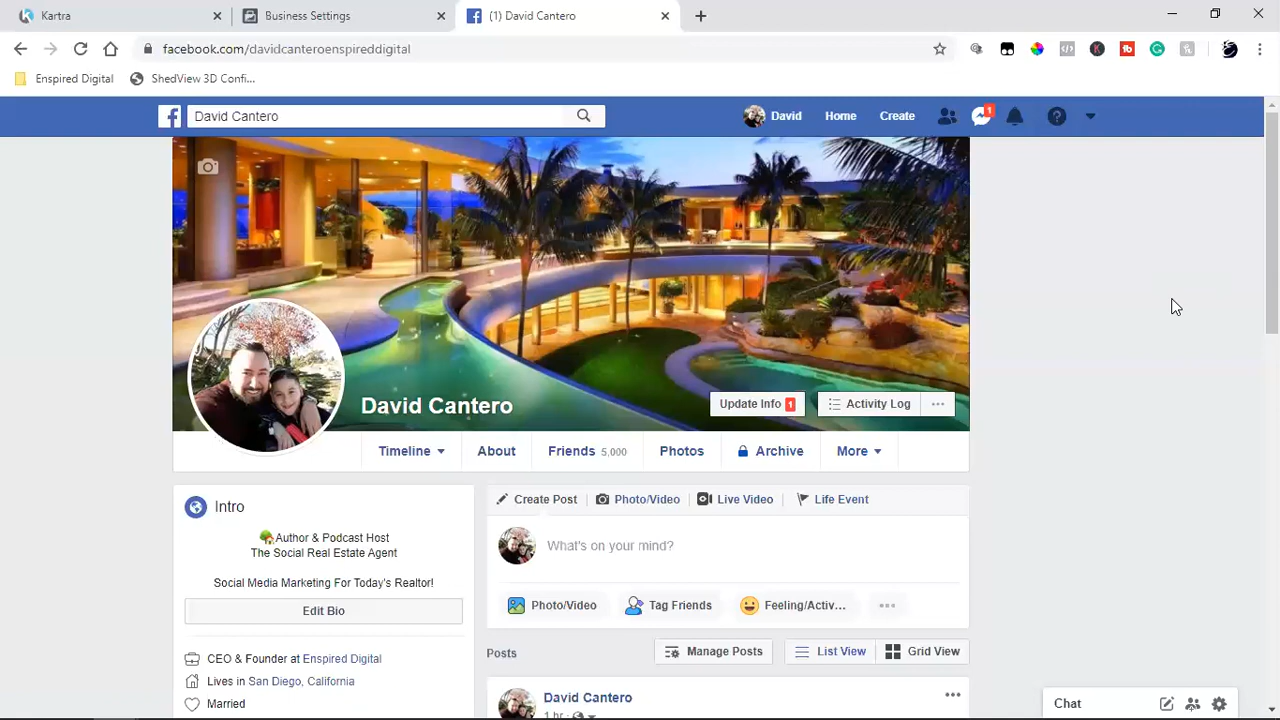 Kartra
Business Settings
(1) David Cantero
facebook.com/davidcanteroenspireddigital
Enspired Digital
ShedView 3D Confi...
David Cantero
David
Home
Create
1
David Cantero
Update Info 1
Activity Log
Timeline
About
Friends 5,000
Photos
Archive
More
Intro
Author & Podcast Host
The Social Real Estate Agent
Social Media Marketing For Today's Realtor!
Edit Bio
CEO & Founder at Enspired Digital
Lives in San Diego, California
Married
Create Post
Photo/Video
Live Video
Life Event
What's on your mind?
Photo/Video
Tag Friends
Feeling/Activ...
Posts
Manage Posts
List View
Grid View
David Cantero
1 hr
Chat